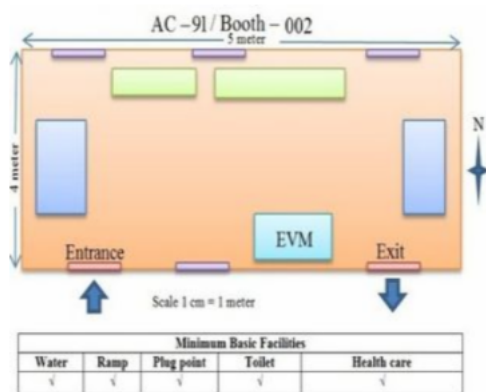 AC -91/ Booth - 002
5 meter
4 meter
N
EVM
Entrance
Exit
Scale 1 cm = 1 meter
Minimum Basic Facilities
Water Ramp Plug point Toilet Health care
√ √ √ √ √